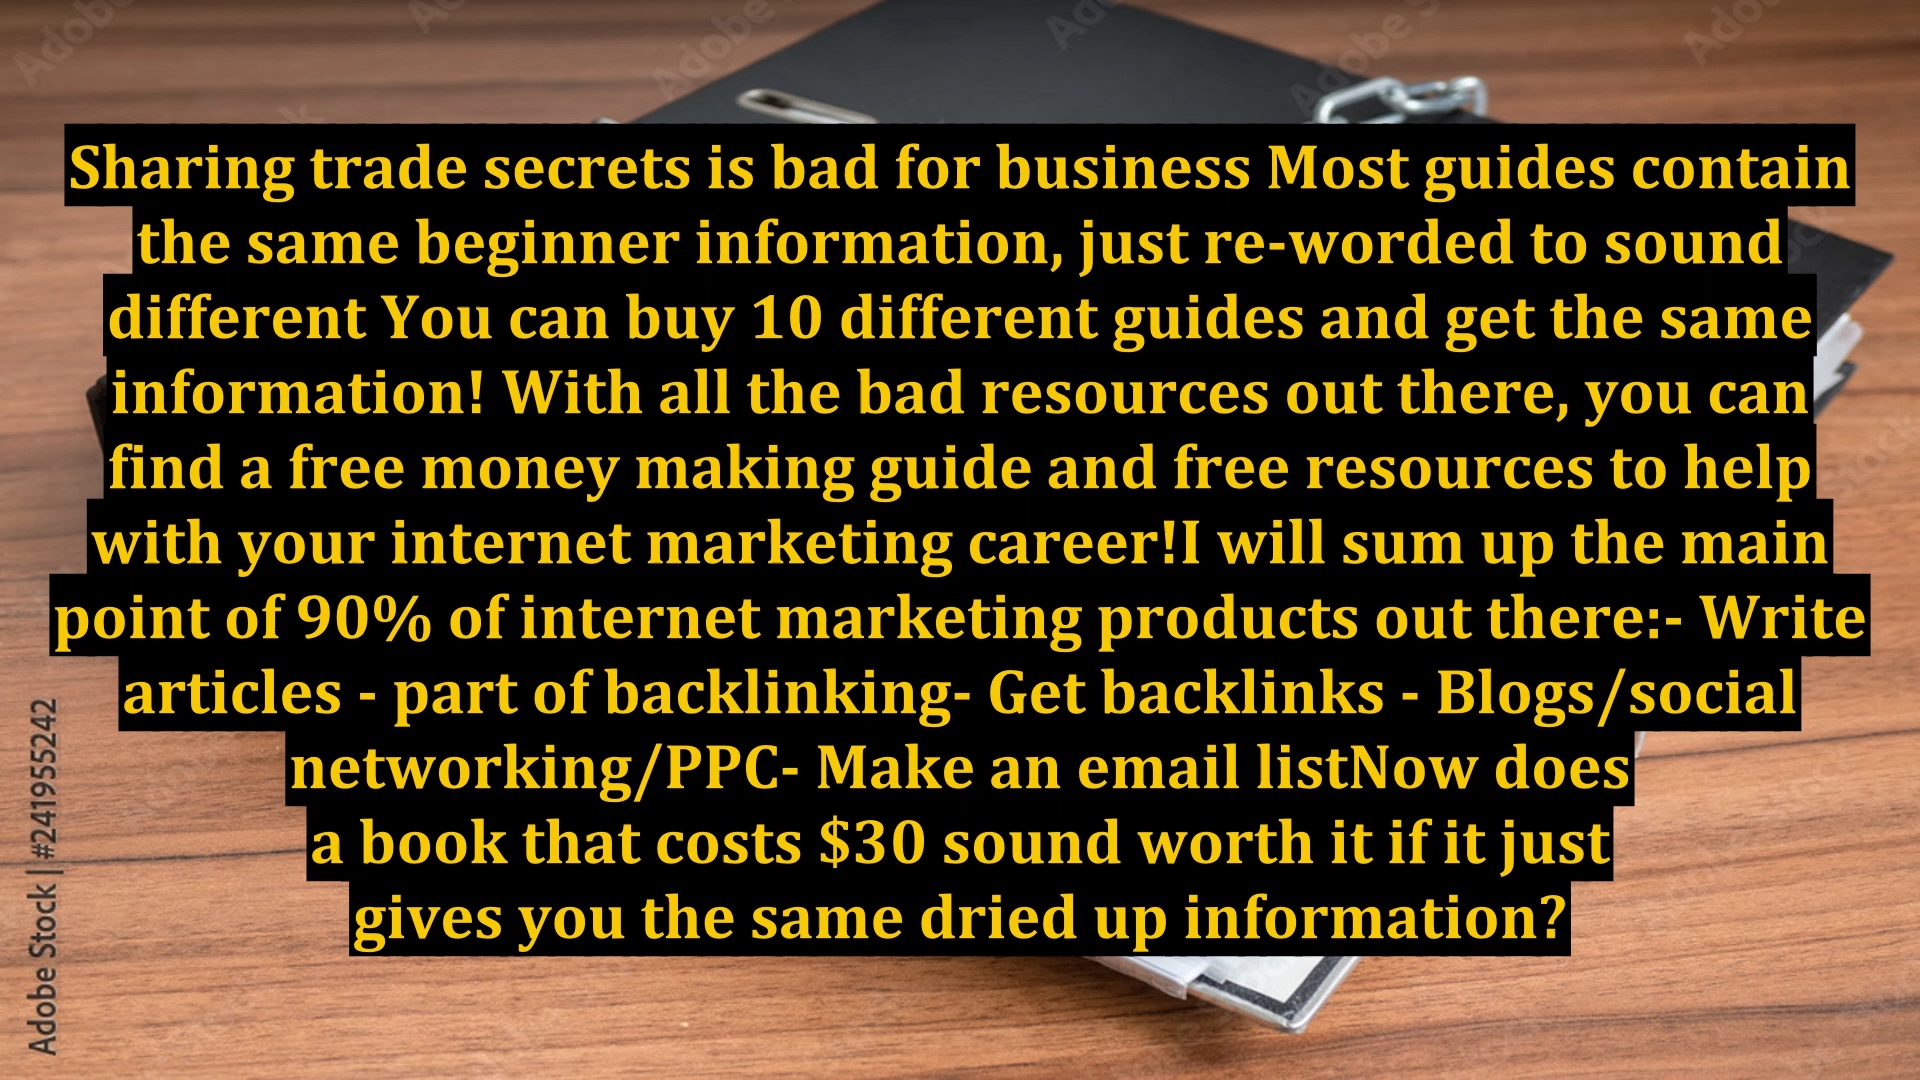 Sharing trade secrets is bad for business Most guides contain
the same beginner information, just re-worded to sound
different You can buy 10 different guides and get the same
information! With all the bad resources out there, you can
find a free money making guide and free resources to help
with your internet marketing career!I will sum up the main
point of 90% of internet marketing products out there:- Write
articles - part of backlinking- Get backlinks - Blogs/social
networking/PPC- Make an email listNow does
a book that costs $30 sound worth it if it just
gives you the same dried up information?
Adobe Stock | #241955242